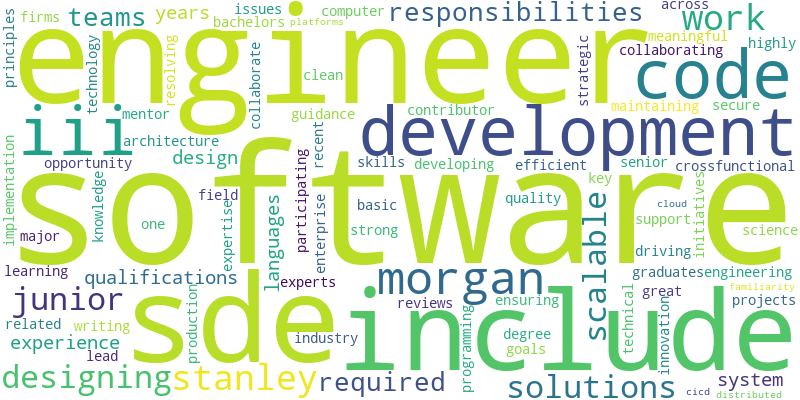 issues computer platforms across
firms teams years bachelors responsibilities work
principles engineer highly
technology resolving collaborate clean strategic meaningful collaborating code
mentor guidance contributor maintaining secure
iii architecture recent development
opportunity design skills developing efficient senior crossfunctional
implementation knowledge software participating key
field basic quality cloud initiatives
one expertise languages enterprise strong scalable support science
major driving
learning qualifications experts morgan graduates engineering
junior sde include reviews ensuring great familiarity
related writing production industry degree technical innovation projects
experience lead programming goals
designing stanley required solutions system
cicd distributed